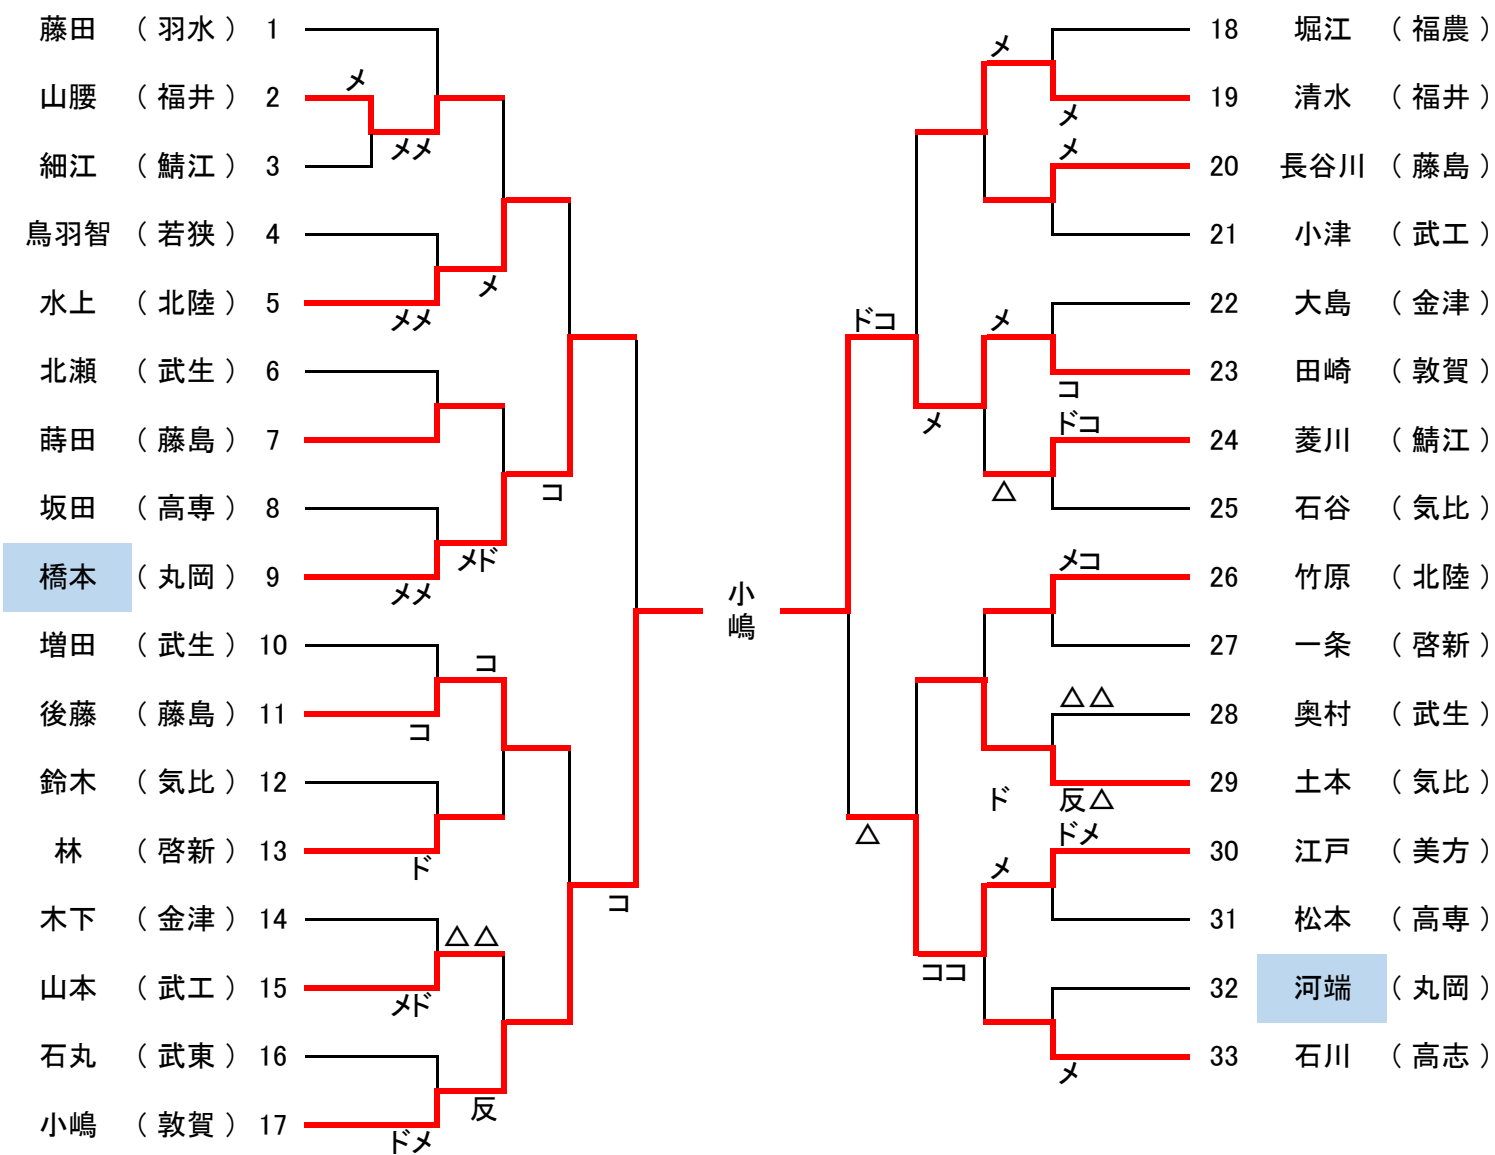 藤田 （ 羽水 ） 1
メ
山腰 （ 福井 ） 2
メメ
細江 （ 鯖江 ） 3
鳥羽智 （ 若狭 ） 4
メ
水上 （ 北陸 ） 5
メメ
北瀬 （ 武生 ） 6
蒔田 （ 藤島 ） 7
コ
坂田 （ 高専 ） 8
メド
橋本 （ 丸岡 ） 9
メメ
増田 （ 武生 ） 10
コ
後藤 （ 藤島 ） 11
コ
鈴木 （ 気比 ） 12
林 （ 啓新 ） 13
ド
コ
木下 （ 金津 ） 14
△△
山本 （ 武工 ） 15
メド
石丸 （ 武東 ） 16
反
小嶋 （ 敦賀 ） 17
ドメ
小嶋
18 堀江 （ 福農 ）
メ
19 清水 （ 福井 ）
メ
メ
20 長谷川 （ 藤島 ）
21 小津 （ 武工 ）
22 大島 （ 金津 ）
ドコ
メ
23 田崎 （ 敦賀 ）
コ
メ
ドコ
24 菱川 （ 鯖江 ）
△
25 石谷 （ 気比 ）
メコ
26 竹原 （ 北陸 ）
27 一条 （ 啓新 ）
△△
28 奥村 （ 武生 ）
29 土本 （ 気比 ）
ド
反△
△
ドメ
30 江戸 （ 美方 ）
メ
31 松本 （ 高専 ）
ココ
32 河端 （ 丸岡 ）
33 石川 （ 高志 ）
メ